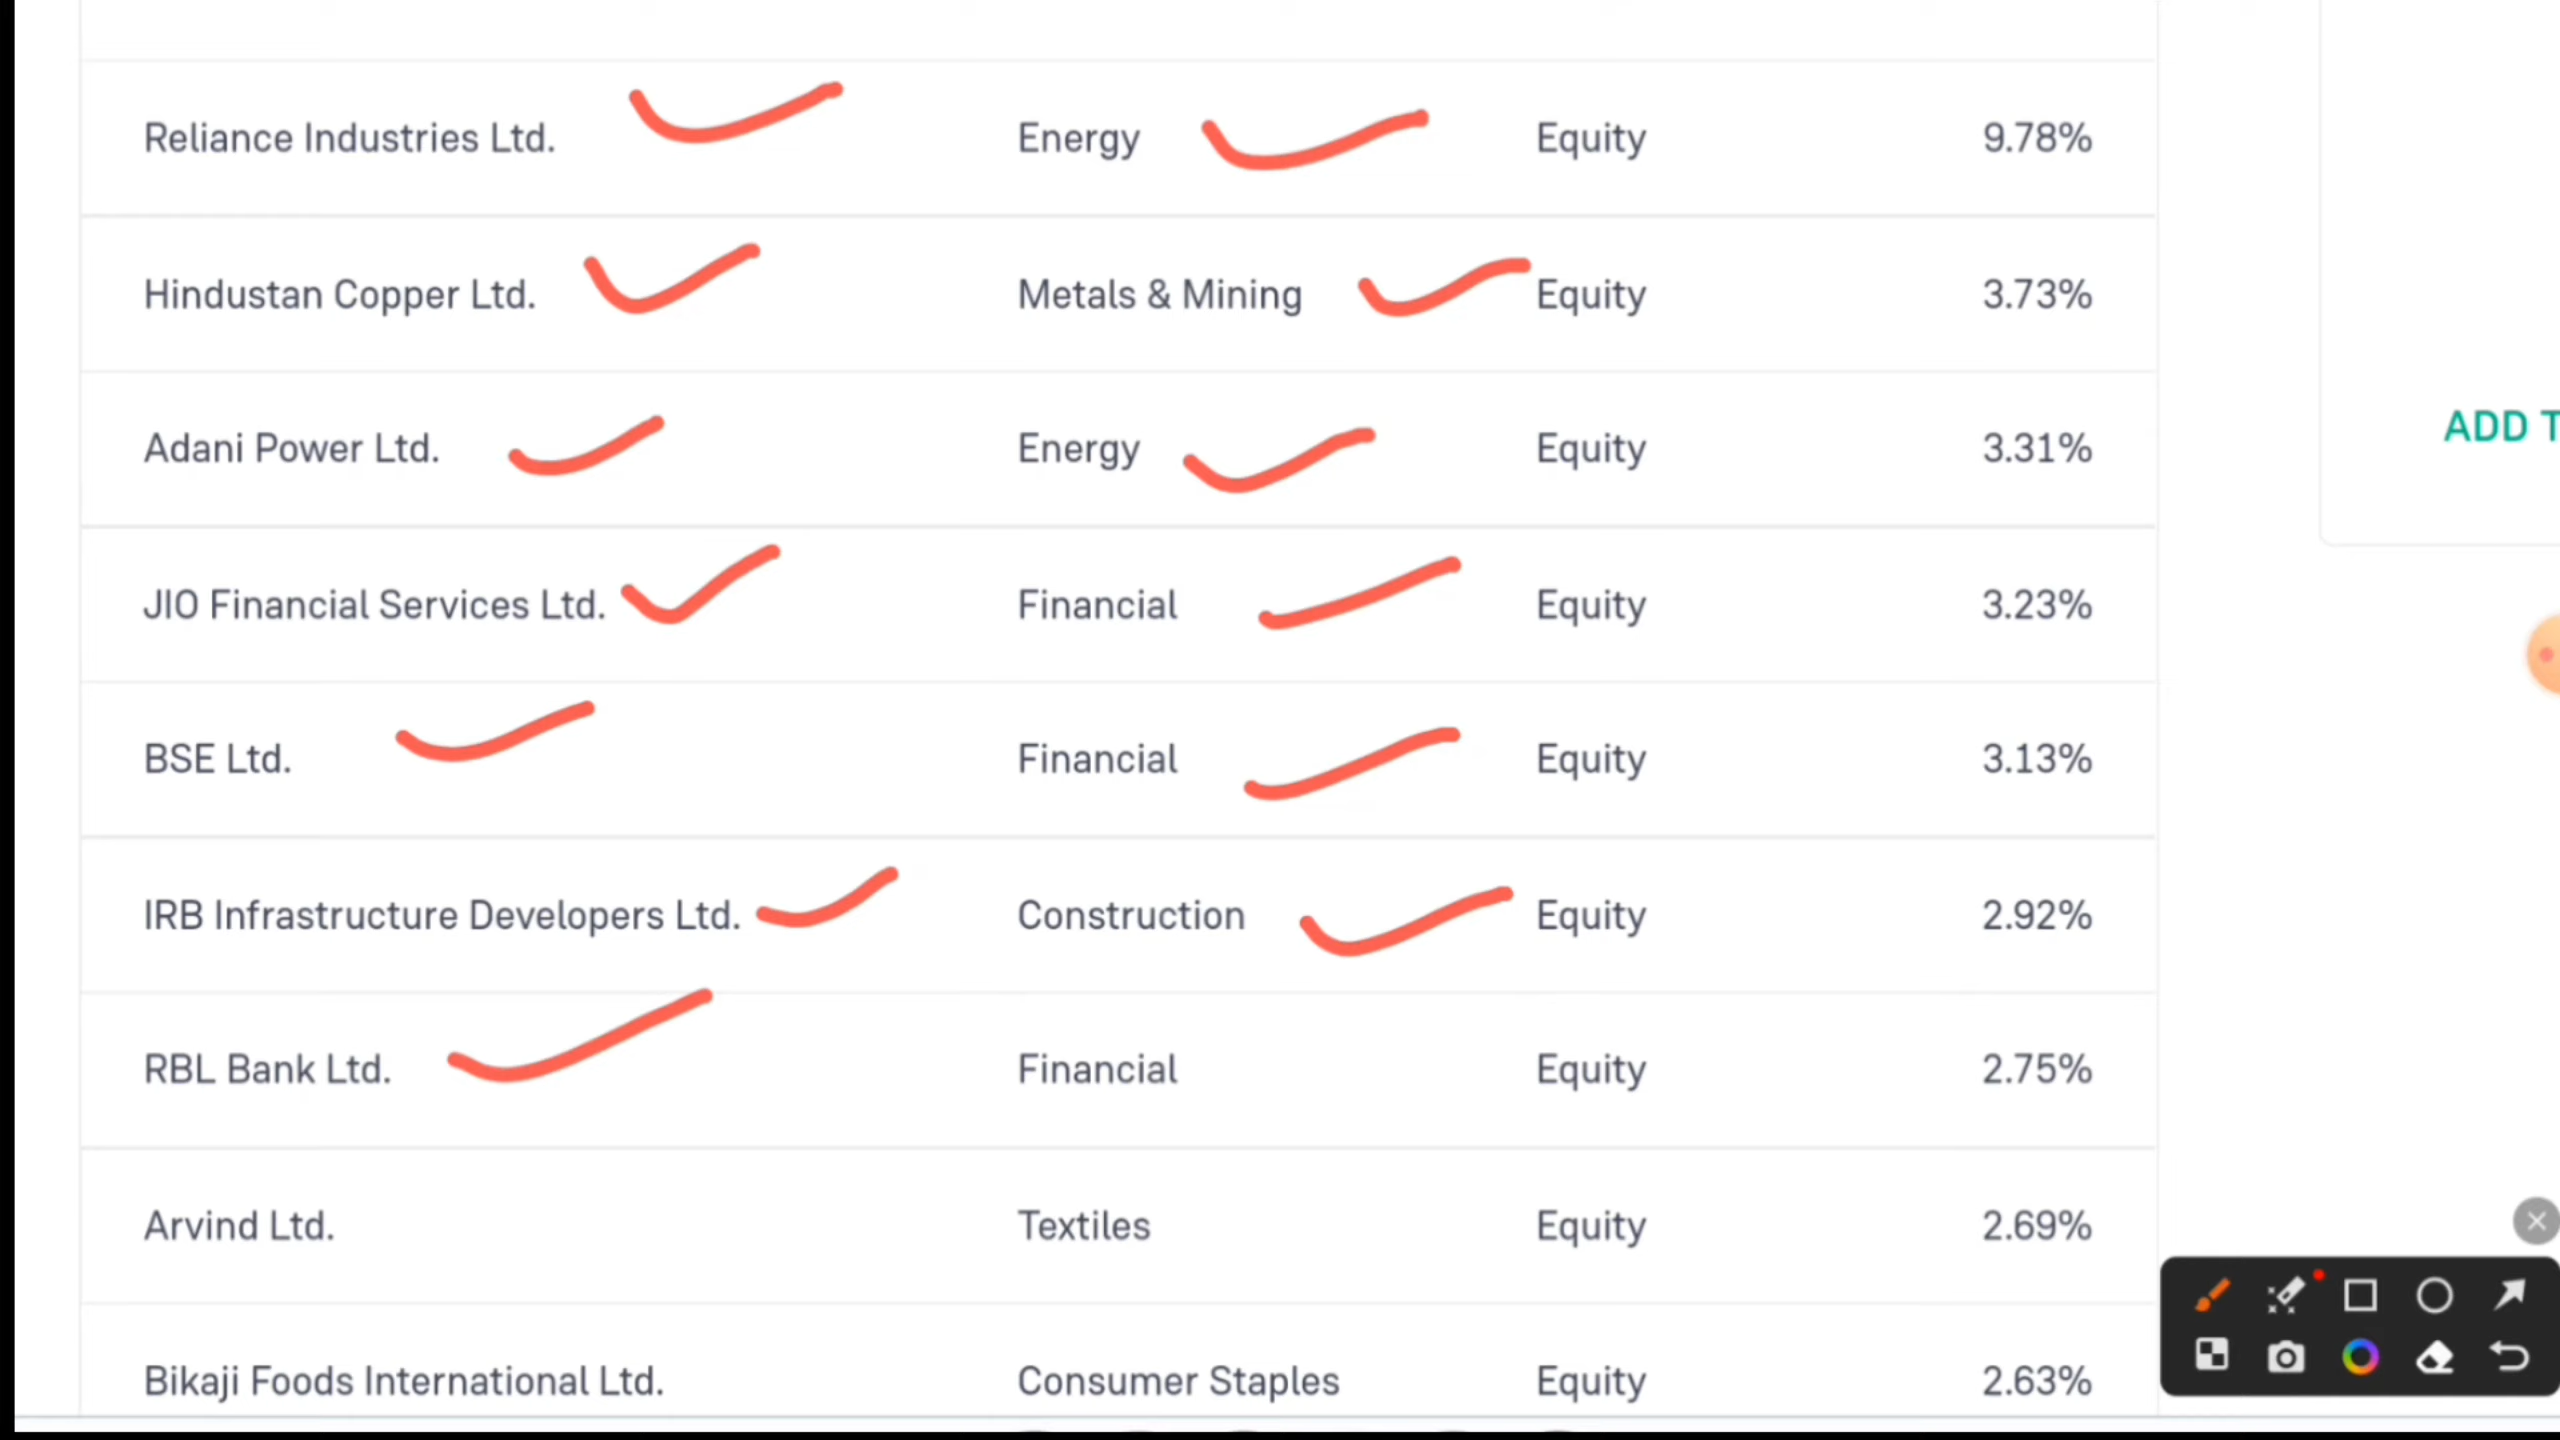 Reliance Industries Ltd. Energy Equity 9.78%
Hindustan Copper Ltd. Metals & Mining Equity 3.73%
Adani Power Ltd. Energy Equity 3.31%
ADD T
JIO Financial Services Ltd. Financial Equity 3.23%
BSE Ltd. Financial Equity 3.13%
IRB Infrastructure Developers Ltd. Construction Equity 2.92%
RBL Bank Ltd. Financial Equity 2.75%
Arvind Ltd. Textiles Equity 2.69%
Bikaji Foods International Ltd. Consumer Staples Equity 2.63%